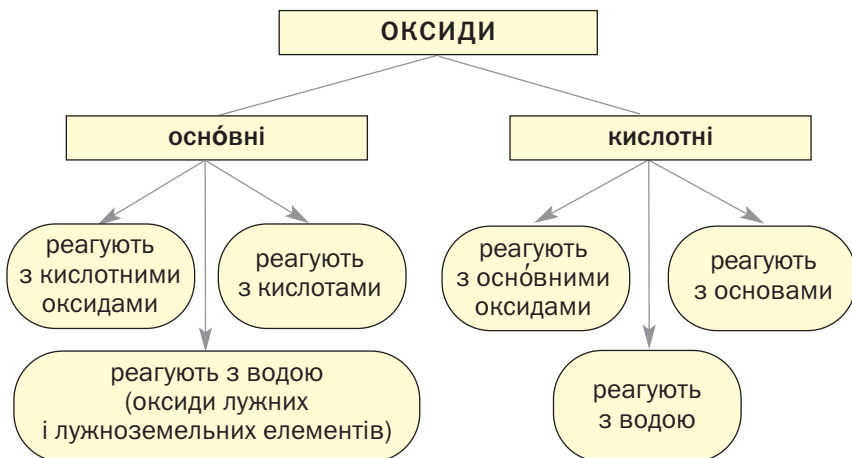 ОКСИДИ
осно́вні
кислотні
реагують
з кислотними
оксидами
реагують
з кислотами
реагують
з осно́вними
оксидами
реагують
з основами
реагують з водою
(оксиди лужних
і лужноземельних елементів)
реагують
з водою